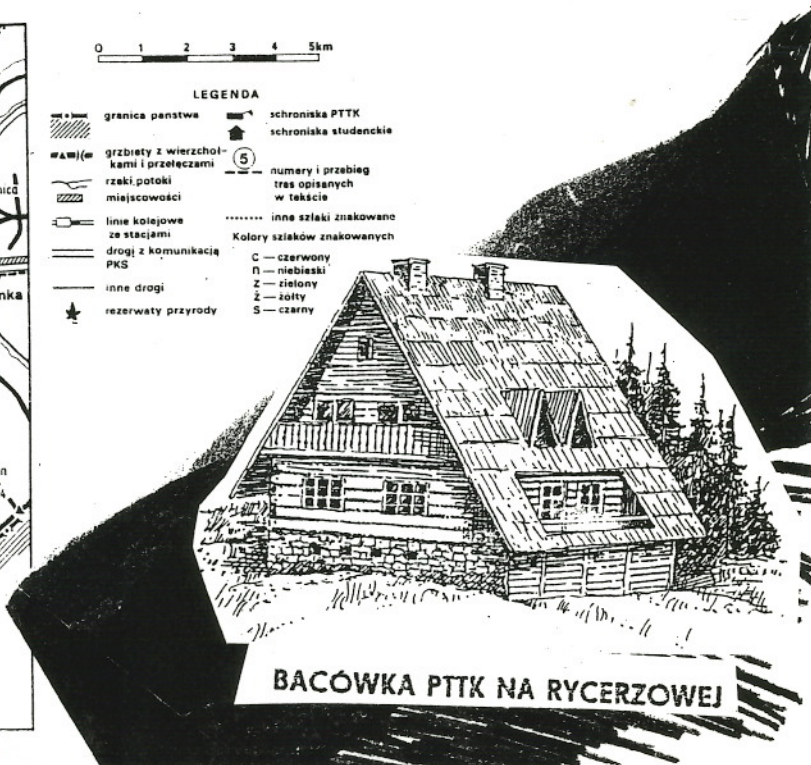 0 1 2 3 4 5km
LEGENDA
granica państwa
grzbiety z wierzchoł-
kami i przełęczami
rzeki, potoki
miejscowości
linie kolejowe
ze stacjami
drogi z komunikacją
PKS
inne drogi
rezerwaty przyrody
schroniska PTTK
schroniska studenckie
5
numery i przebieg
tras opisanych
w tekście
inne szlaki znakowane
Kolory szlaków znakowanych
C — czerwony
n — niebieski
Z — zielony
Ż — żółty
S — czarny
nka
BACÓWKA PTTK NA RYCERZOWEJ